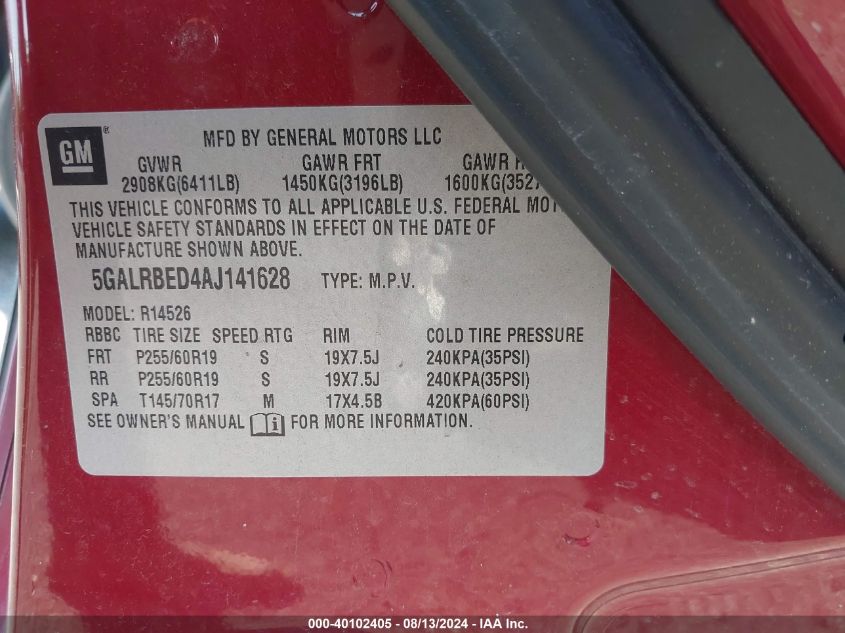 GM ®
MFD BY GENERAL MOTORS LLC
GVWR GAWR FRT GAWR
2908KG(6411LB) 1450KG(3196LB) 1600KG(3527
THIS VEHICLE CONFORMS TO ALL APPLICABLE U.S. FEDERAL
VEHICLE SAFETY STANDARDS IN EFFECT ON THE DATE OF
MANUFACTURE SHOWN ABOVE.
5GALRBED4AJ141628 TYPE: M.P.V.
MODEL: R14526
RBBC TIRE SIZE SPEED RTG RIM COLD TIRE PRESSURE
FRT P255/60R19 S 19X7.5J 240KPA(35PSI)
RR P255/60R19 S 19X7.5J 240KPA(35PSI)
SPA T145/70R17 M 17X4.5B 420KPA(60PSI)
SEE OWNER'S MANUAL i FOR MORE INFORMATION.
000-40102405 - 08/13/2024 - IAA Inc.